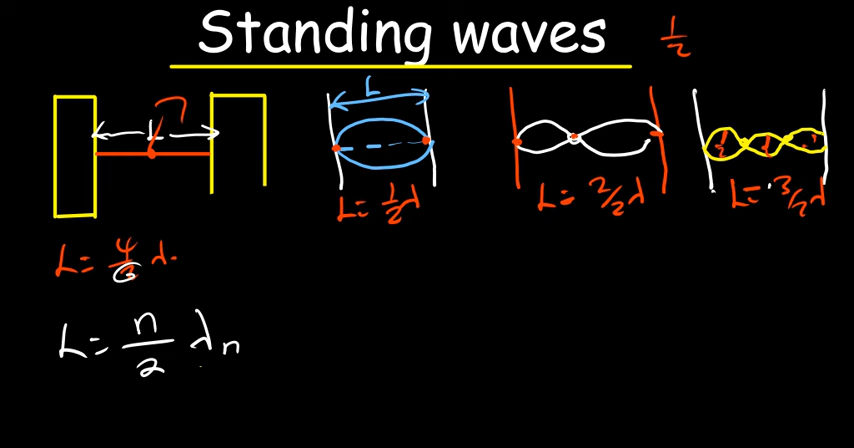 Standing waves
1/2
L
L
L = 1/2 λ
L = 2/2 λ
L = 3/2 λ
L = 4/2 λ
L = n/2 λn